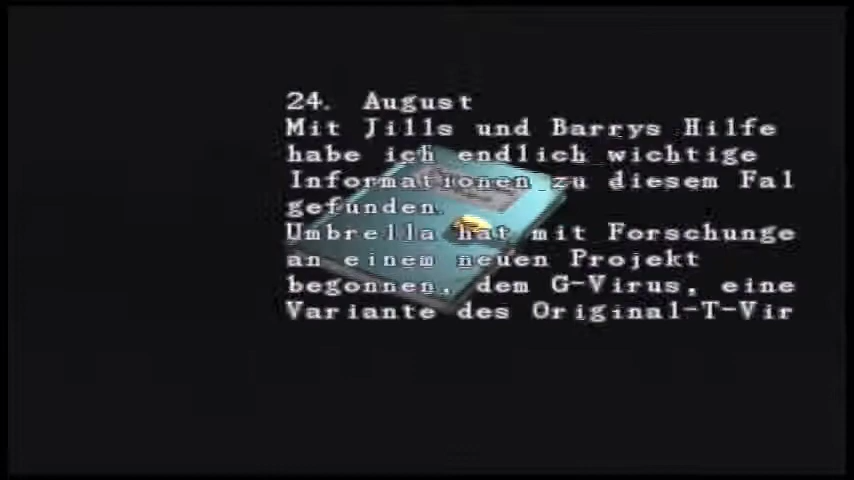 24. August
Mit Jills und Barrys Hilfe
habe ich endlich wichtige
Informationen zu diesem Fal
gefunden.
Umbrella hat mit Forschunge
an einem neuen Projekt
begonnen, dem G-Virus, eine
Variante des Original-T-Vir